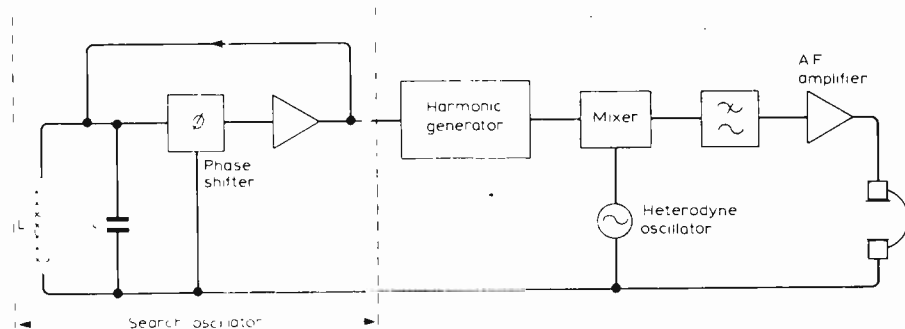 AF
amplifier
Harmonic
generator
Mixer
ø
Phase
shifter
L
Heterodyne
oscillator
Search oscillator